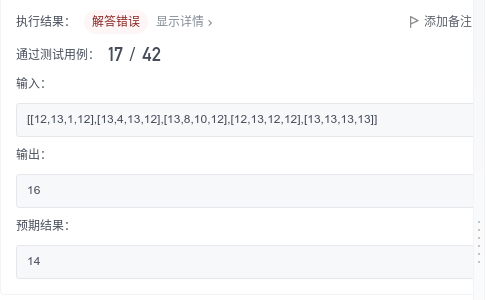 执行结果： 解答错误 显示详情 › 添加备注
通过测试用例： 17 / 42
输入：
[[12,13,1,12],[13,4,13,12],[13,8,10,12],[12,13,12,12],[13,13,13,13]]
输出：
16
预期结果：
14